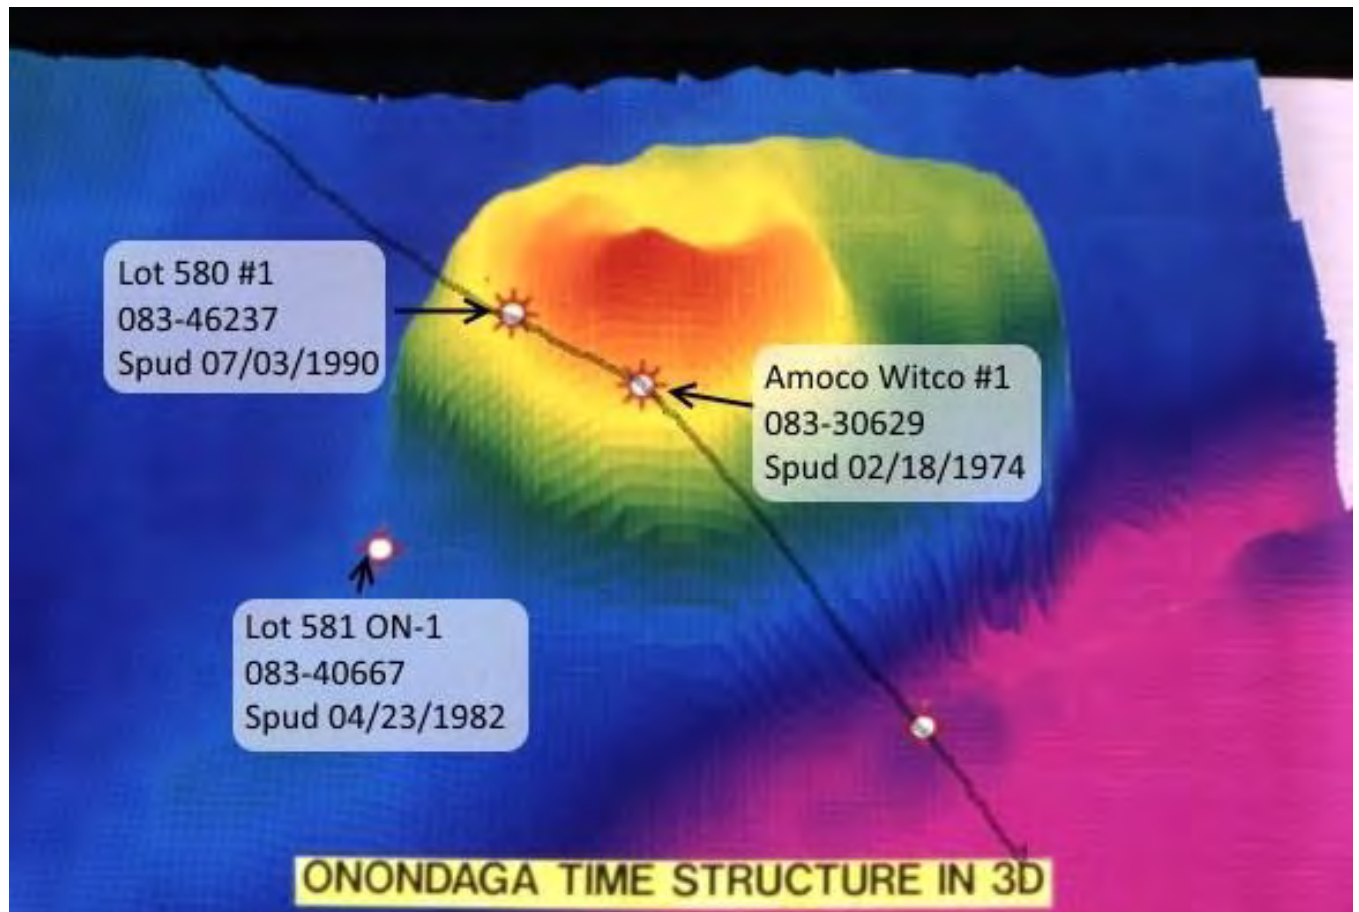 Lot 580 #1
083-46237
Spud 07/03/1990
Amoco Witco #1
083-30629
Spud 02/18/1974
Lot 581 ON-1
083-40667
Spud 04/23/1982
ONONDAGA TIME STRUCTURE IN 3D